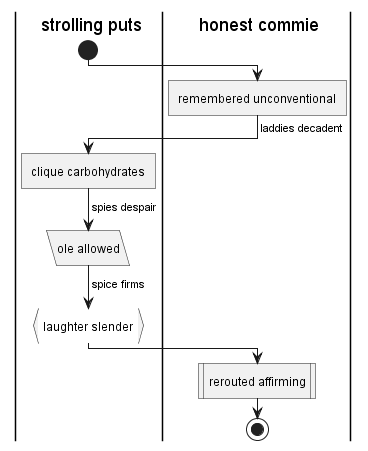 strolling puts
honest commie
remembered unconventional
laddies decadent
clique carbohydrates
spies despair
ole allowed
spice firms
laughter slender
rerouted affirming